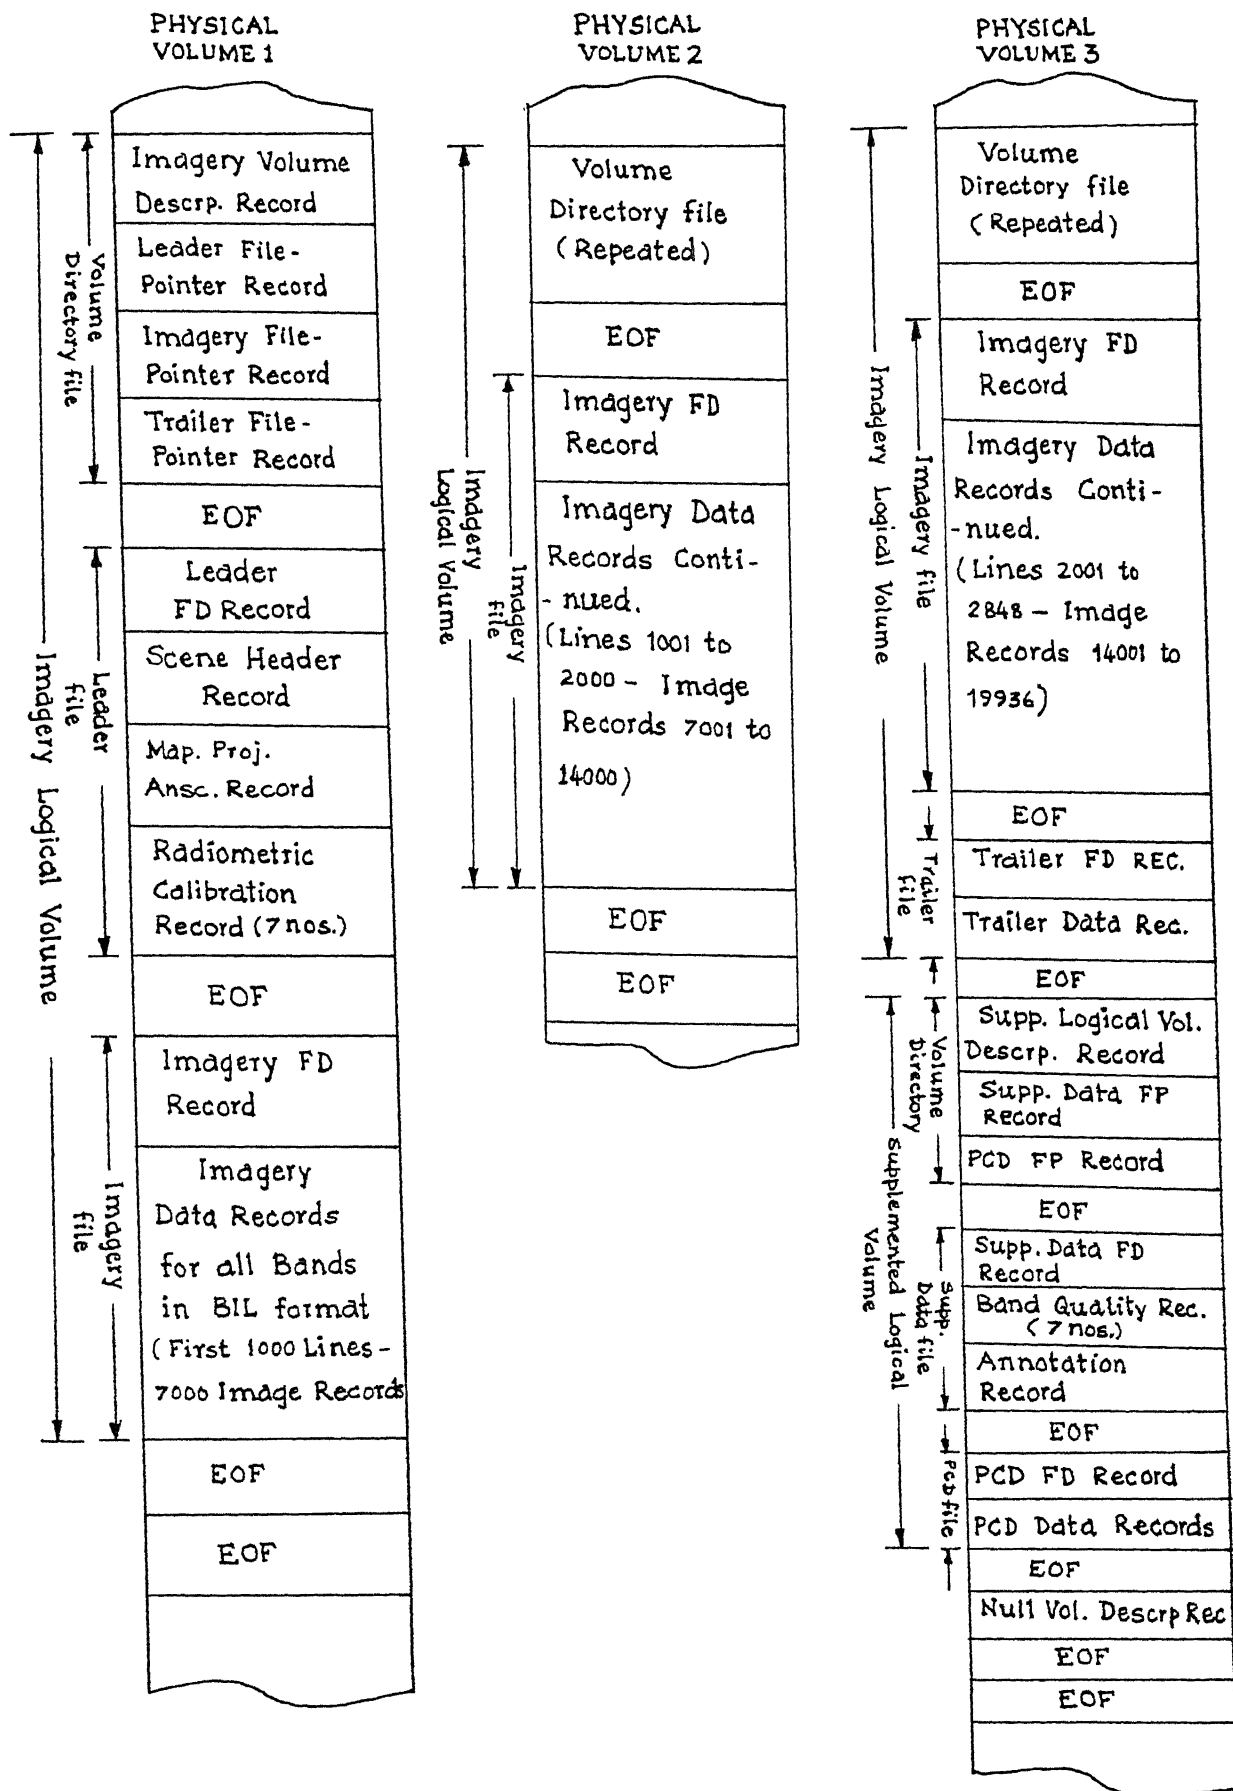 PHYSICAL
VOLUME 1
Imagery Volume
Descrp. Record
Leader File-
Pointer Record
Imagery File-
Pointer Record
Trailer File-
Pointer Record
EOF
Leader
FD Record
Scene Header
Record
Map. Proj.
Ansc. Record
Radiometric
Calibration
Record (7 nos.)
EOF
Imagery FD
Record
Imagery
Data Records
for all Bands
in BIL format
(First 1000 Lines-
7000 Image Records
EOF
EOF
Imagery Logical Volume
Volume
Directory file
Leader
file
Imagery
file
PHYSICAL
VOLUME 2
Volume
Directory file
(Repeated)
EOF
Imagery FD
Record
Imagery Data
Records Conti-
-nued.
(Lines 1001 to
2000 - Image
Records 7001 to
14000)
EOF
EOF
Imagery
Logical Volume
Imagery
file
PHYSICAL
VOLUME 3
Volume
Directory file
(Repeated)
EOF
Imagery FD
Record
Imagery Data
Records Conti-
-nued.
(Lines 2001 to
2848 - Image
Records 14001 to
19936)
EOF
Trailer FD REC.
Trailer Data Rec.
EOF
Supp. Logical Vol.
Descrp. Record
Supp. Data FP
Record
PCD FP Record
EOF
Supp. Data FD
Record
Band Quality Rec.
(7 nos.)
Annotation
Record
EOF
PCD FD Record
PCD Data Records
EOF
Null Vol. Descrp Rec
EOF
EOF
Imagery Logical Volume
Imagery file
Trailer
file
Volume
Directory
Supplemented Logical
Volume
Supp.
Data file
PCD file